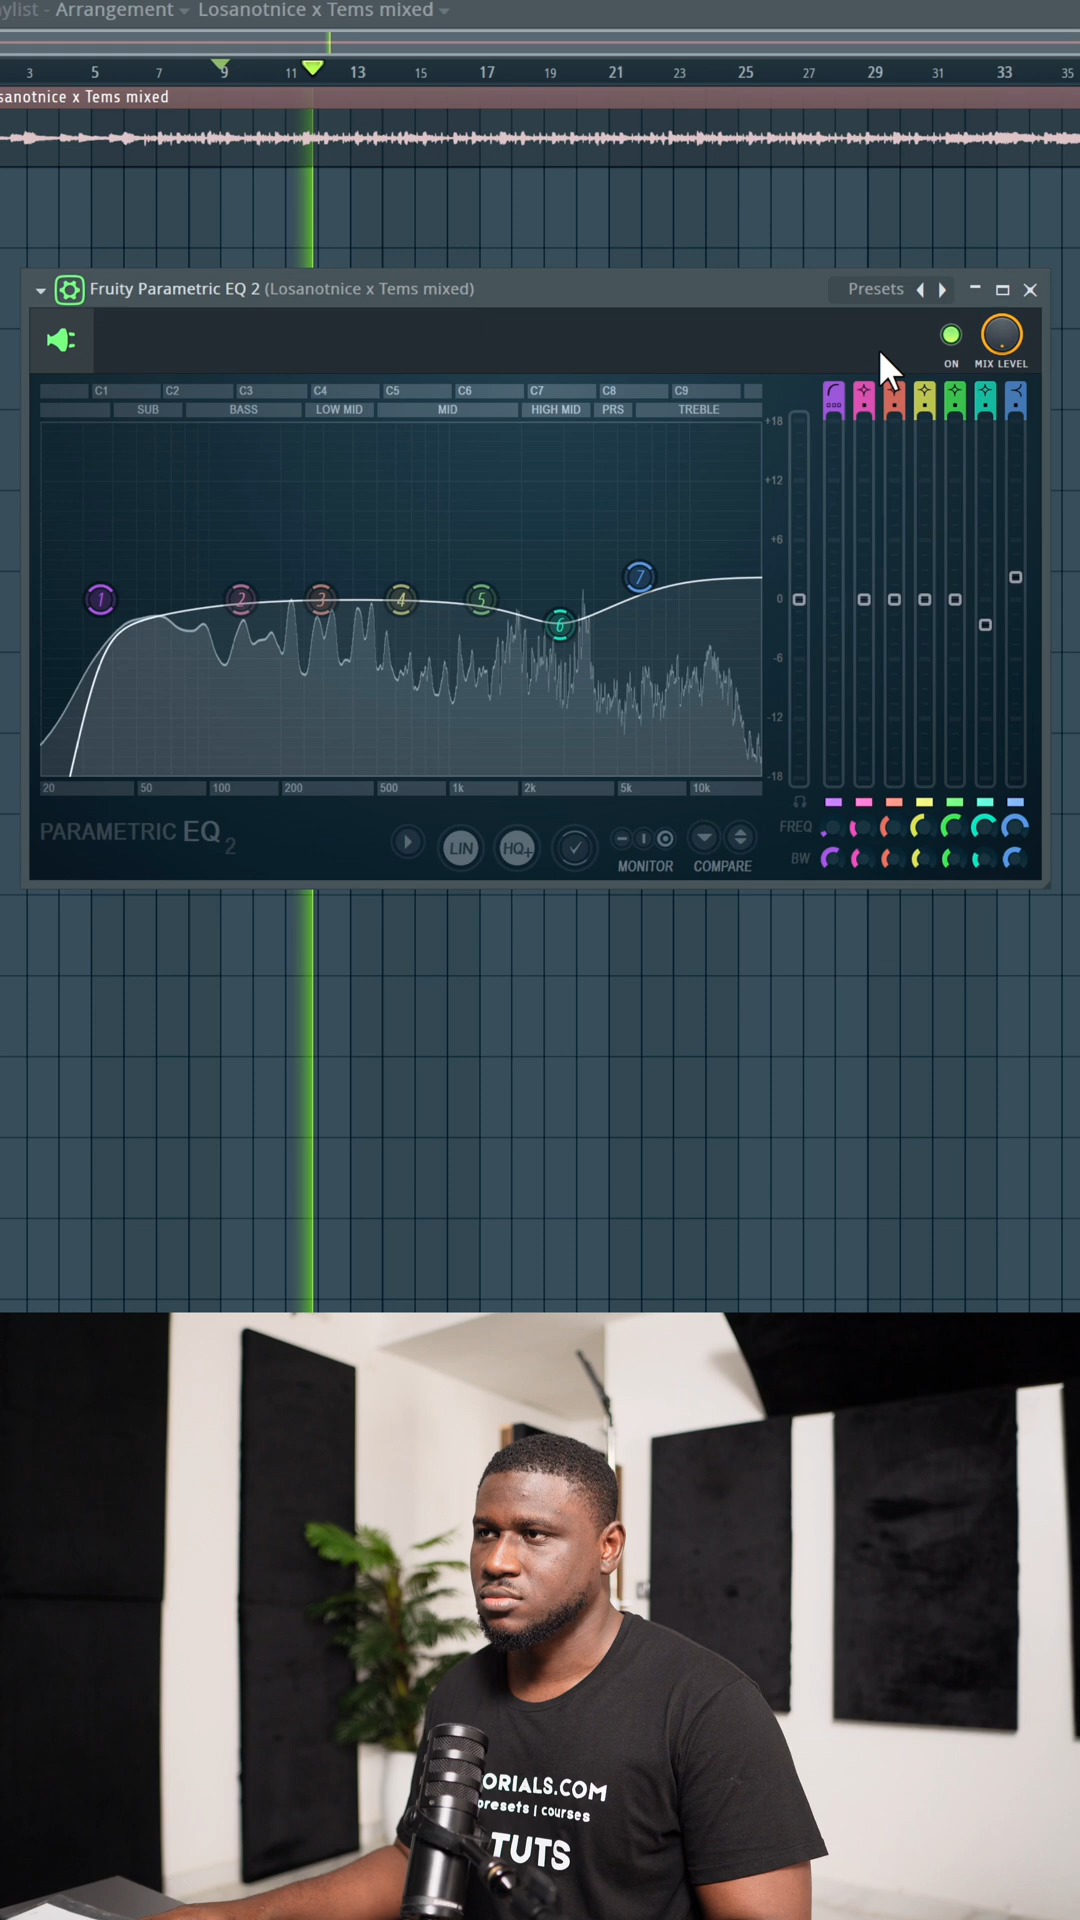 ylist - Arrangement Losanotnice x Tems mixed
3 5 7 9 11 13 15 17 19 21 23 25 27 29 31 33 35
sanotnice x Tems mixed
Fruity Parametric EQ 2 (Losanotnice x Tems mixed) Presets
ON MIX LEVEL
C1 C2 C3 C4 C5 C6 C7 C8 C9
SUB BASS LOW MID MID HIGH MID PRS TREBLE
+18
+12
+6
0
-6
-12
-18
1 2 3 4 5 6 7
20 50 100 200 500 1k 2k 5k 10k
FREQ
BW
PARAMETRIC EQ 2
LIN HQ+
MONITOR COMPARE
ORIALS.COM
presets | courses
TUTS